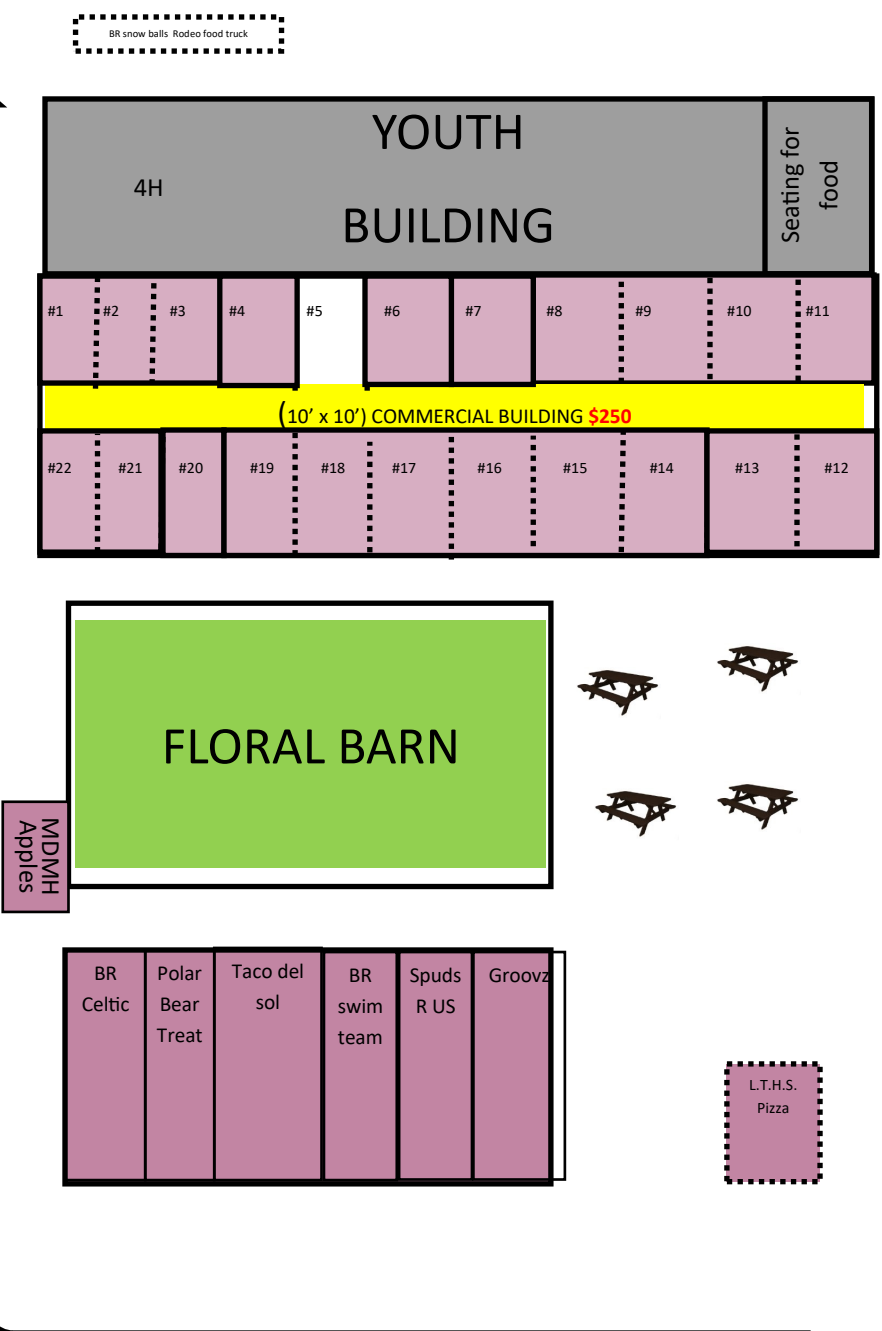 BR snow balls Rodeo food truck
YOUTH
BUILDING
4H
Seating for
food
#1 #2 #3 #4 #5 #6 #7 #8 #9 #10 #11
(10’ x 10’) COMMERCIAL BUILDING $250
#22 #21 #20 #19 #18 #17 #16 #15 #14 #13 #12
FLORAL BARN
MDMH
Apples
BR
Celtic
Polar
Bear
Treat
Taco del
sol
BR
swim
team
Spuds
R US
Groovz
L.T.H.S.
Pizza